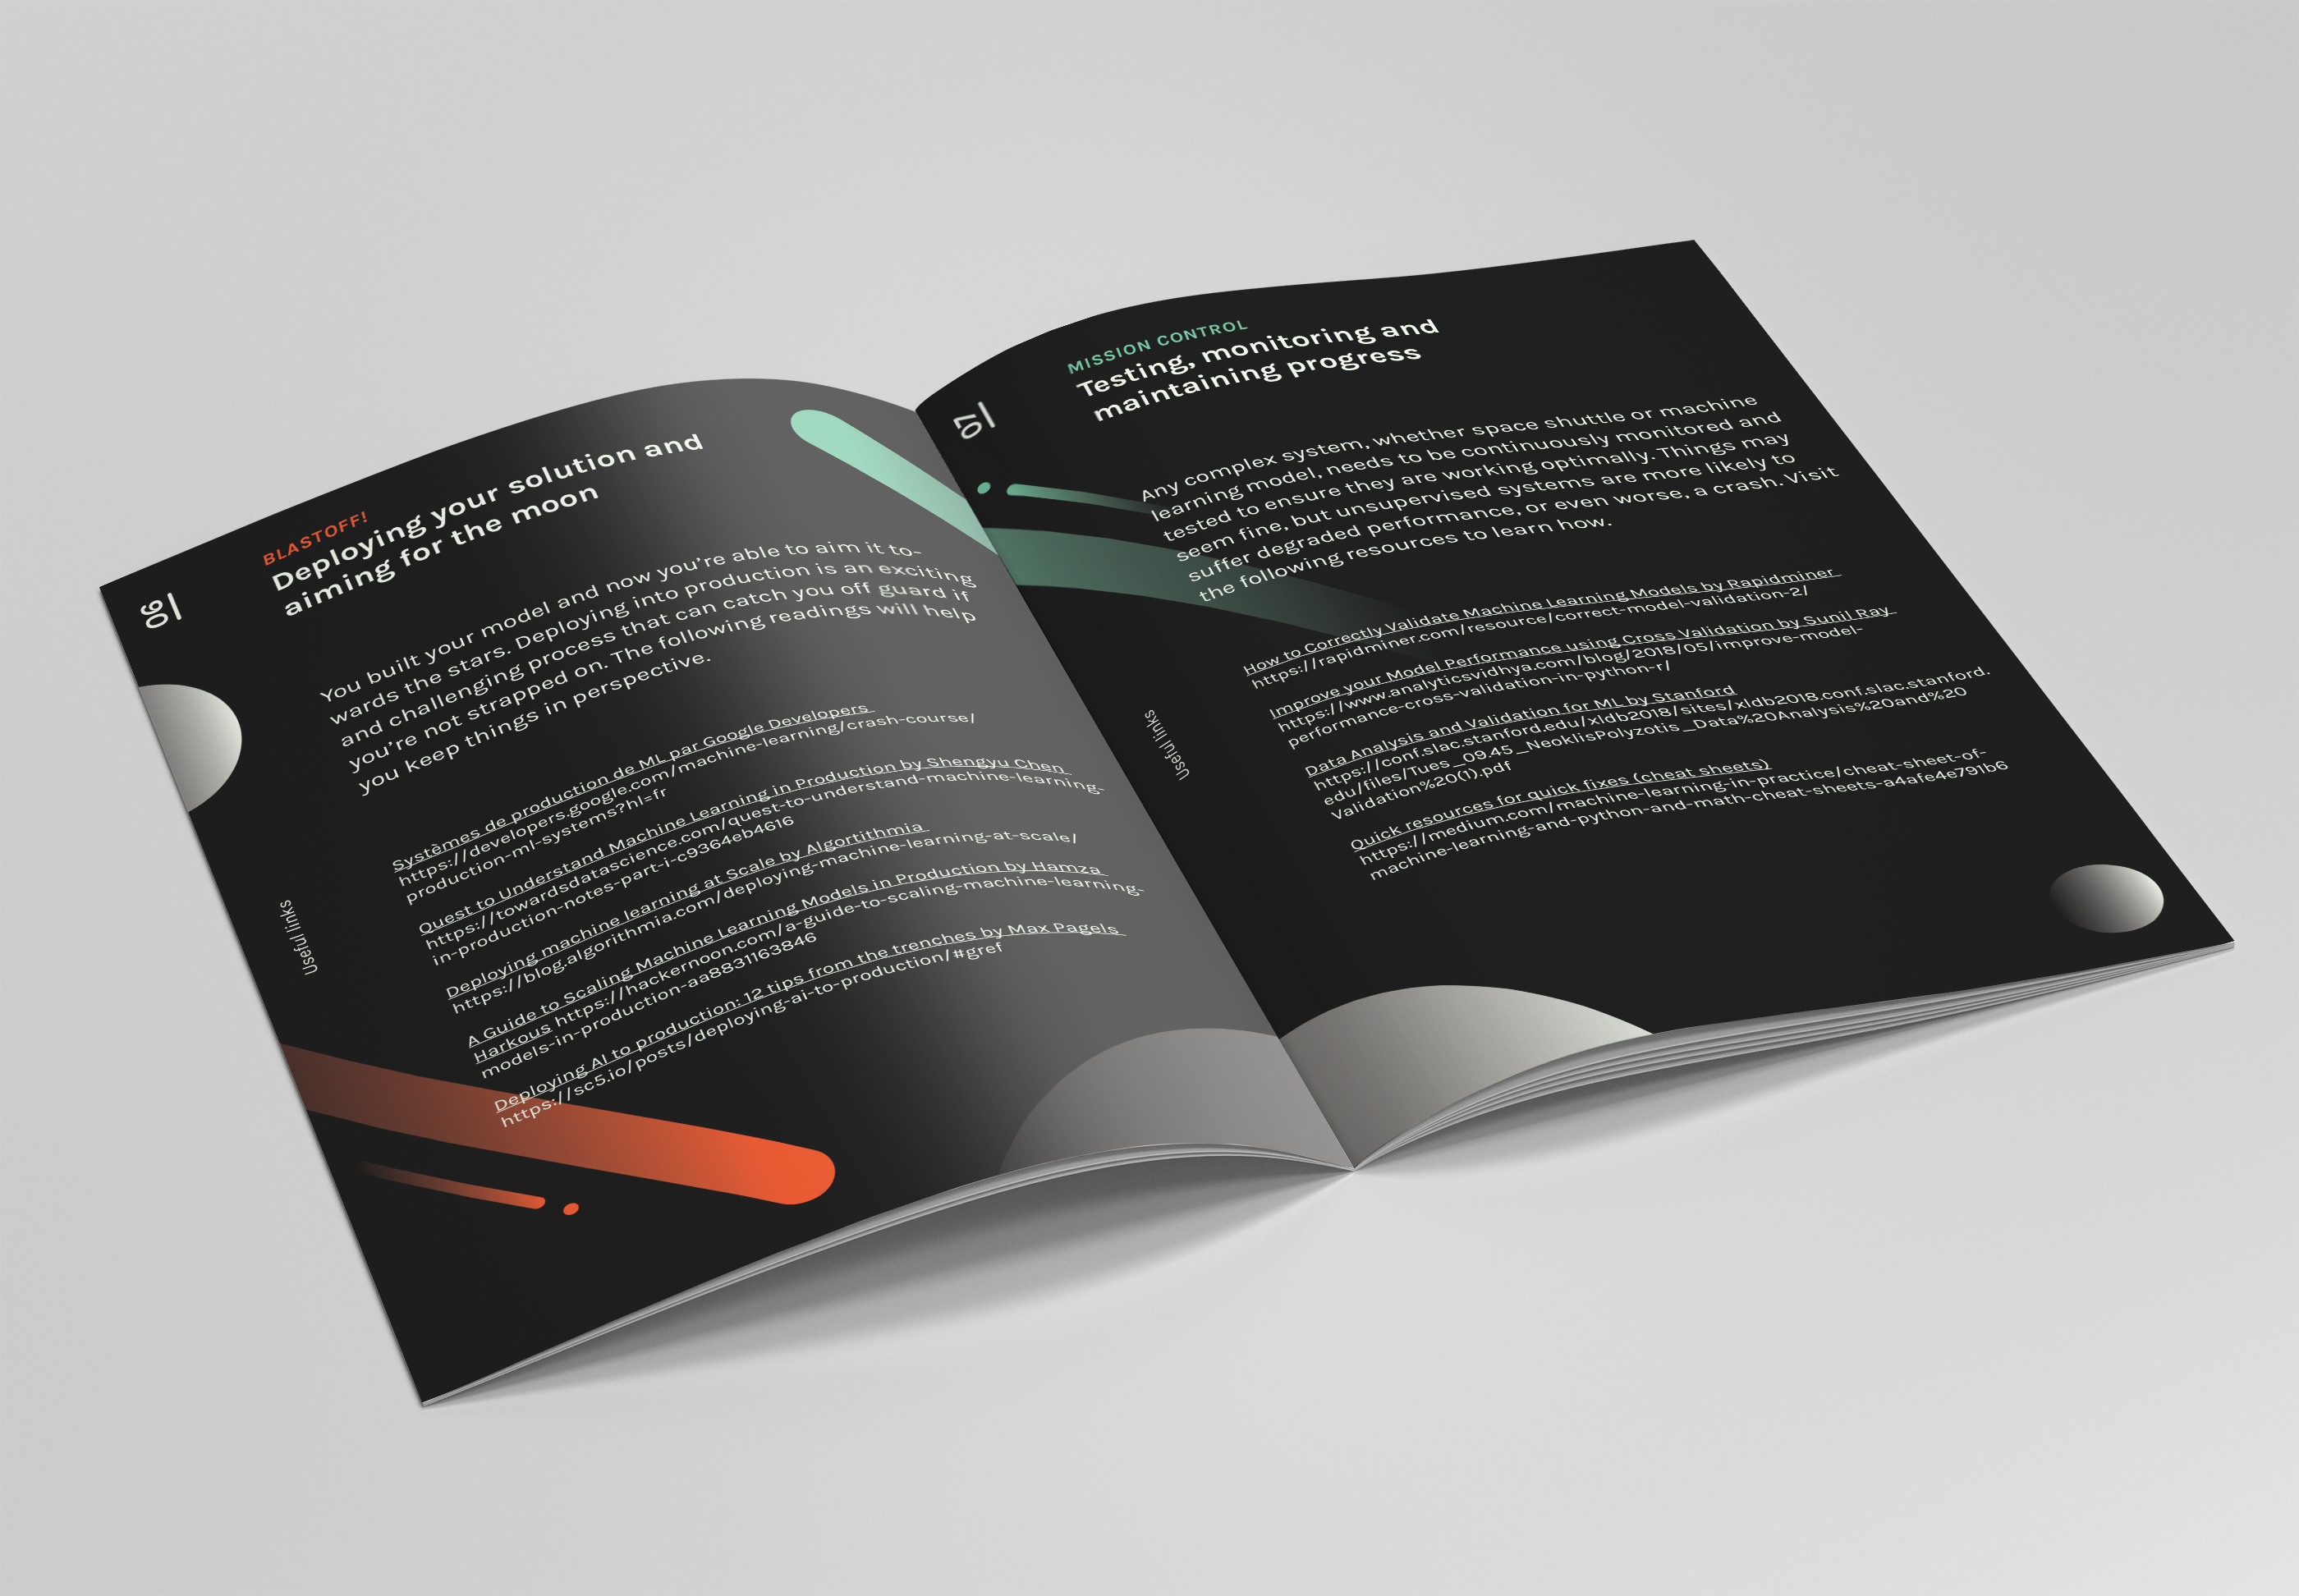 g|
BLASTOFF!
Deploying your solution and
aiming for the moon
You built your model and now you're able to aim it to-
wards the stars. Deploying into production is an exciting
and challenging process that can catch you off guard if
you're not strapped on. The following readings will help
you keep things in perspective.
Systèmes de production de ML par Google Developers
https://developers.google.com/machine-learning/crash-course/
production-ml-systems?hl=fr
Quest to Understand Machine Learning in Production by Shengyu Chen
https://towardsdatascience.com/quest-to-understand-machine-learning-
in-production-notes-part-i-c9364eb4616
Deploying machine learning at Scale by Algortithmia
https://blog.algorithmia.com/deploying-machine-learning-at-scale/
A Guide to Scaling Machine Learning Models in Production by Hamza
Harkous https://hackernoon.com/a-guide-to-scaling-machine-learning-
models-in-production-aa8831163846
Deploying AI to production: 12 tips from the trenches by Max Pagels
https://sc5.io/posts/deploying-ai-to-production/#gref
Useful links
MISSION CONTROL
Testing, monitoring and
maintaining progress
Any complex system, whether space shuttle or machine
learning model, needs to be continuously monitored and
tested to ensure they are working optimally. Things may
seem fine, but unsupervised systems are more likely to
suffer degraded performance, or even worse, a crash. Visit
the following resources to learn how.
How to Correctly Validate Machine Learning Models by Rapidminer
https://rapidminer.com/resource/correct-model-validation-2/
Improve your Model Performance using Cross Validation by Sunil Ray
https://www.analyticsvidhya.com/blog/2018/05/improve-model-
performance-cross-validation-in-python-r/
Data Analysis and Validation for ML by Stanford
https://conf.slac.stanford.edu/xldb2018/sites/xldb2018.conf.slac.stanford.
edu/files/Tues_09.45_NeoklisPolyzotis_Data%20Analysis%20and%20
Validation%20(1).pdf
Quick resources for quick fixes (cheat sheets)
https://medium.com/machine-learning-in-practice/cheat-sheet-of-
machine-learning-and-python-and-math-cheat-sheets-a4afe4e791b6
Useful links